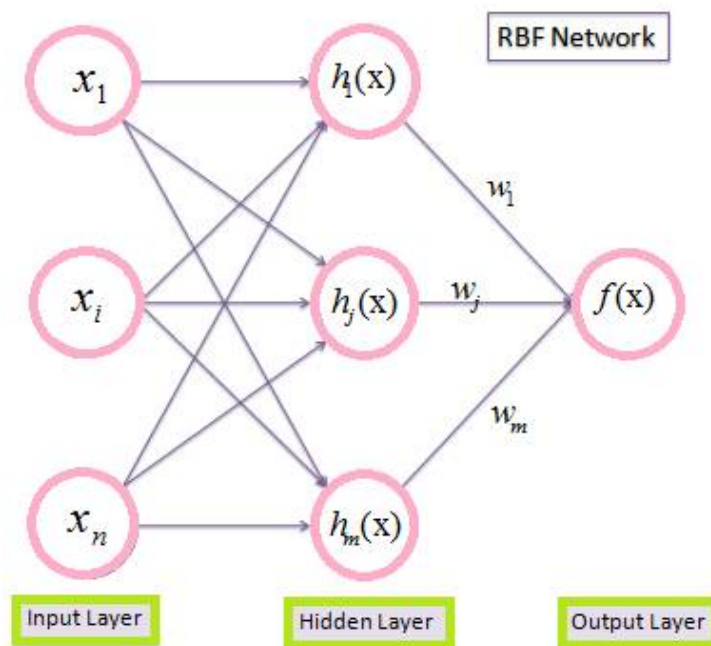 RBF Network
x₁
h₁(x)
w₁
xᵢ
hⱼ(x)
wⱼ
f(x)
wₘ
xₙ
hₘ(x)
Input Layer
Hidden Layer
Output Layer